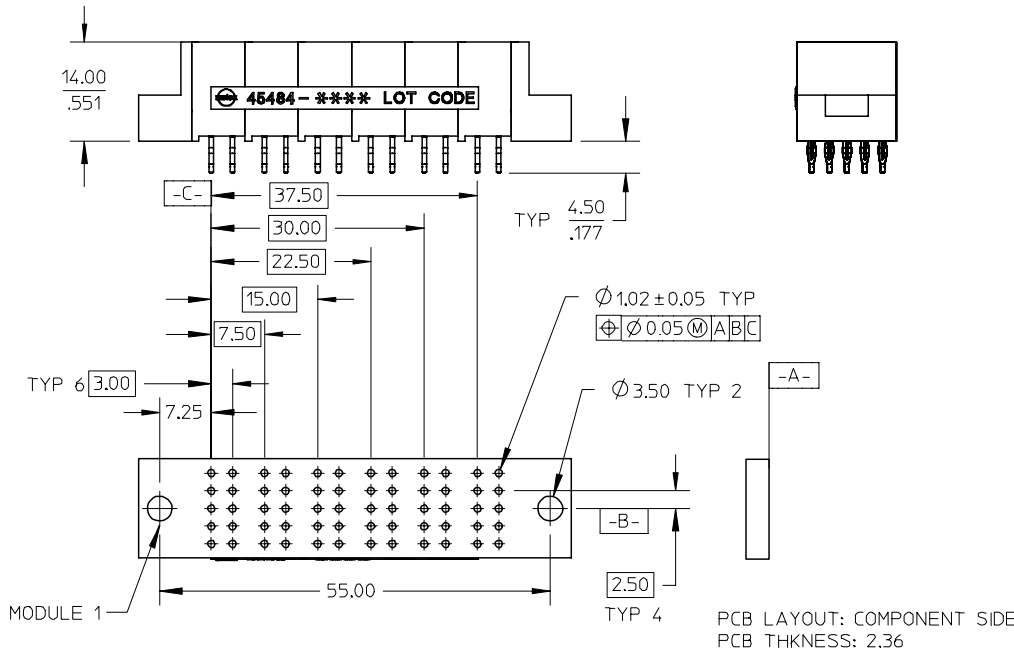 14.00
.551
45484-**** LOT CODE
-C-
37.50
TYP 4.50
.177
30.00
22.50
15.00
7.50
TYP 6 3.00
7.25
Ø1.02±0.05 TYP
⌖ Ø0.05 Ⓜ A B C
-A-
Ø3.50 TYP 2
-B-
2.50
TYP 4
55.00
MODULE 1
PCB LAYOUT: COMPONENT SIDE
PCB THKNESS: 2.36